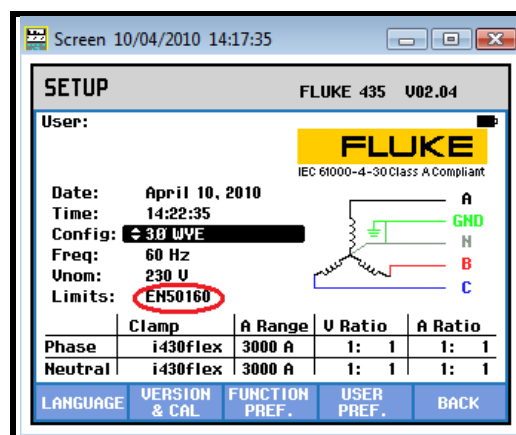 Screen 10/04/2010 14:17:35
SETUP FLUKE 435 V02.04
User:
FLUKE
IEC 61000-4-30 Class A Compliant
Date: April 10, 2010
Time: 14:22:35
Config: 3Ø WYE
Freq: 60 Hz
Vnom: 230 V
Limits: EN50160
A
GND
N
B
C
Clamp A Range V Ratio A Ratio
Phase i430flex 3000 A 1: 1 1: 1
Neutral i430flex 3000 A 1: 1 1: 1
LANGUAGE VERSION & CAL FUNCTION PREF. USER PREF. BACK